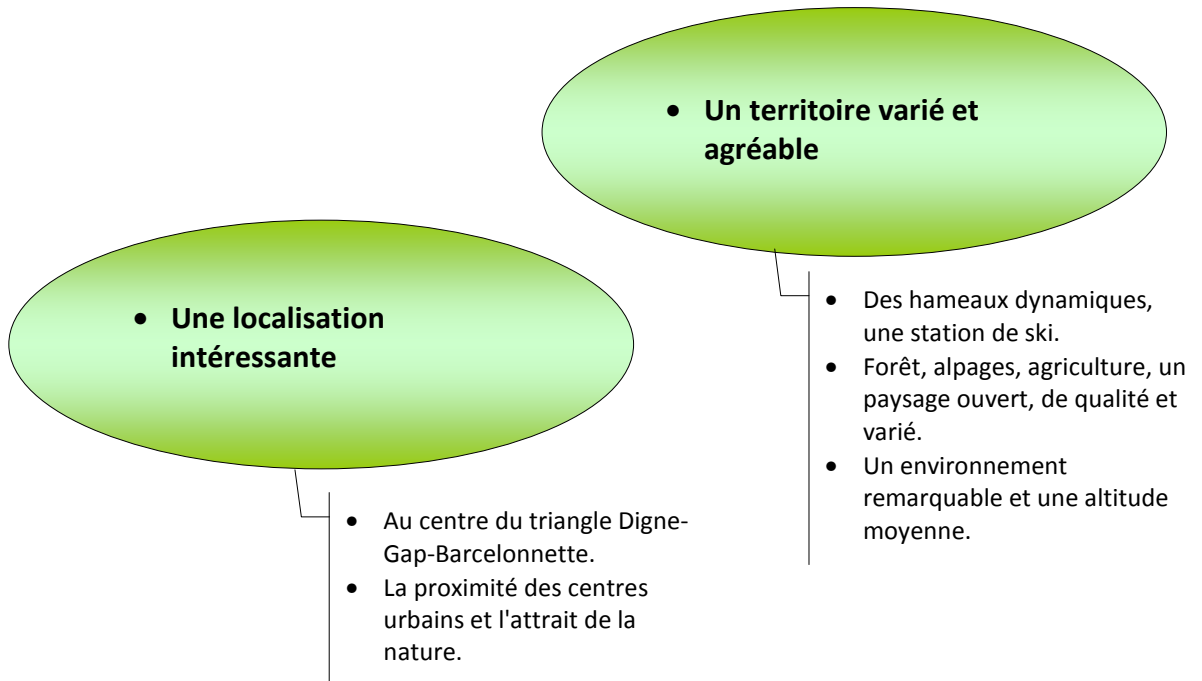 • Un territoire varié et
agréable
• Une localisation
intéressante
• Des hameaux dynamiques,
une station de ski.
• Forêt, alpages, agriculture, un
paysage ouvert, de qualité et
varié.
• Un environnement
remarquable et une altitude
moyenne.
• Au centre du triangle Digne-
Gap-Barcelonnette.
• La proximité des centres
urbains et l'attrait de la
nature.